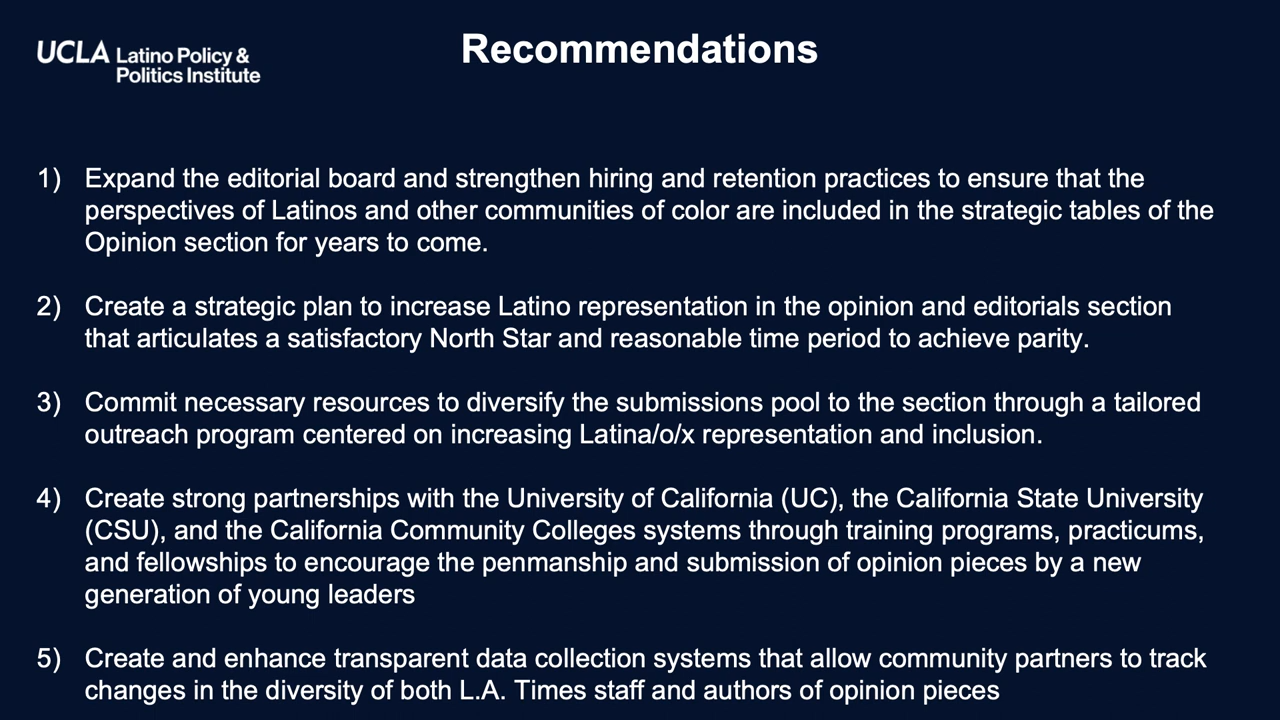 UCLA Latino Policy &
Politics Institute
Recommendations
1) Expand the editorial board and strengthen hiring and retention practices to ensure that the
perspectives of Latinos and other communities of color are included in the strategic tables of the
Opinion section for years to come.
2) Create a strategic plan to increase Latino representation in the opinion and editorials section
that articulates a satisfactory North Star and reasonable time period to achieve parity.
3) Commit necessary resources to diversify the submissions pool to the section through a tailored
outreach program centered on increasing Latina/o/x representation and inclusion.
4) Create strong partnerships with the University of California (UC), the California State University
(CSU), and the California Community Colleges systems through training programs, practicums,
and fellowships to encourage the penmanship and submission of opinion pieces by a new
generation of young leaders
5) Create and enhance transparent data collection systems that allow community partners to track
changes in the diversity of both L.A. Times staff and authors of opinion pieces